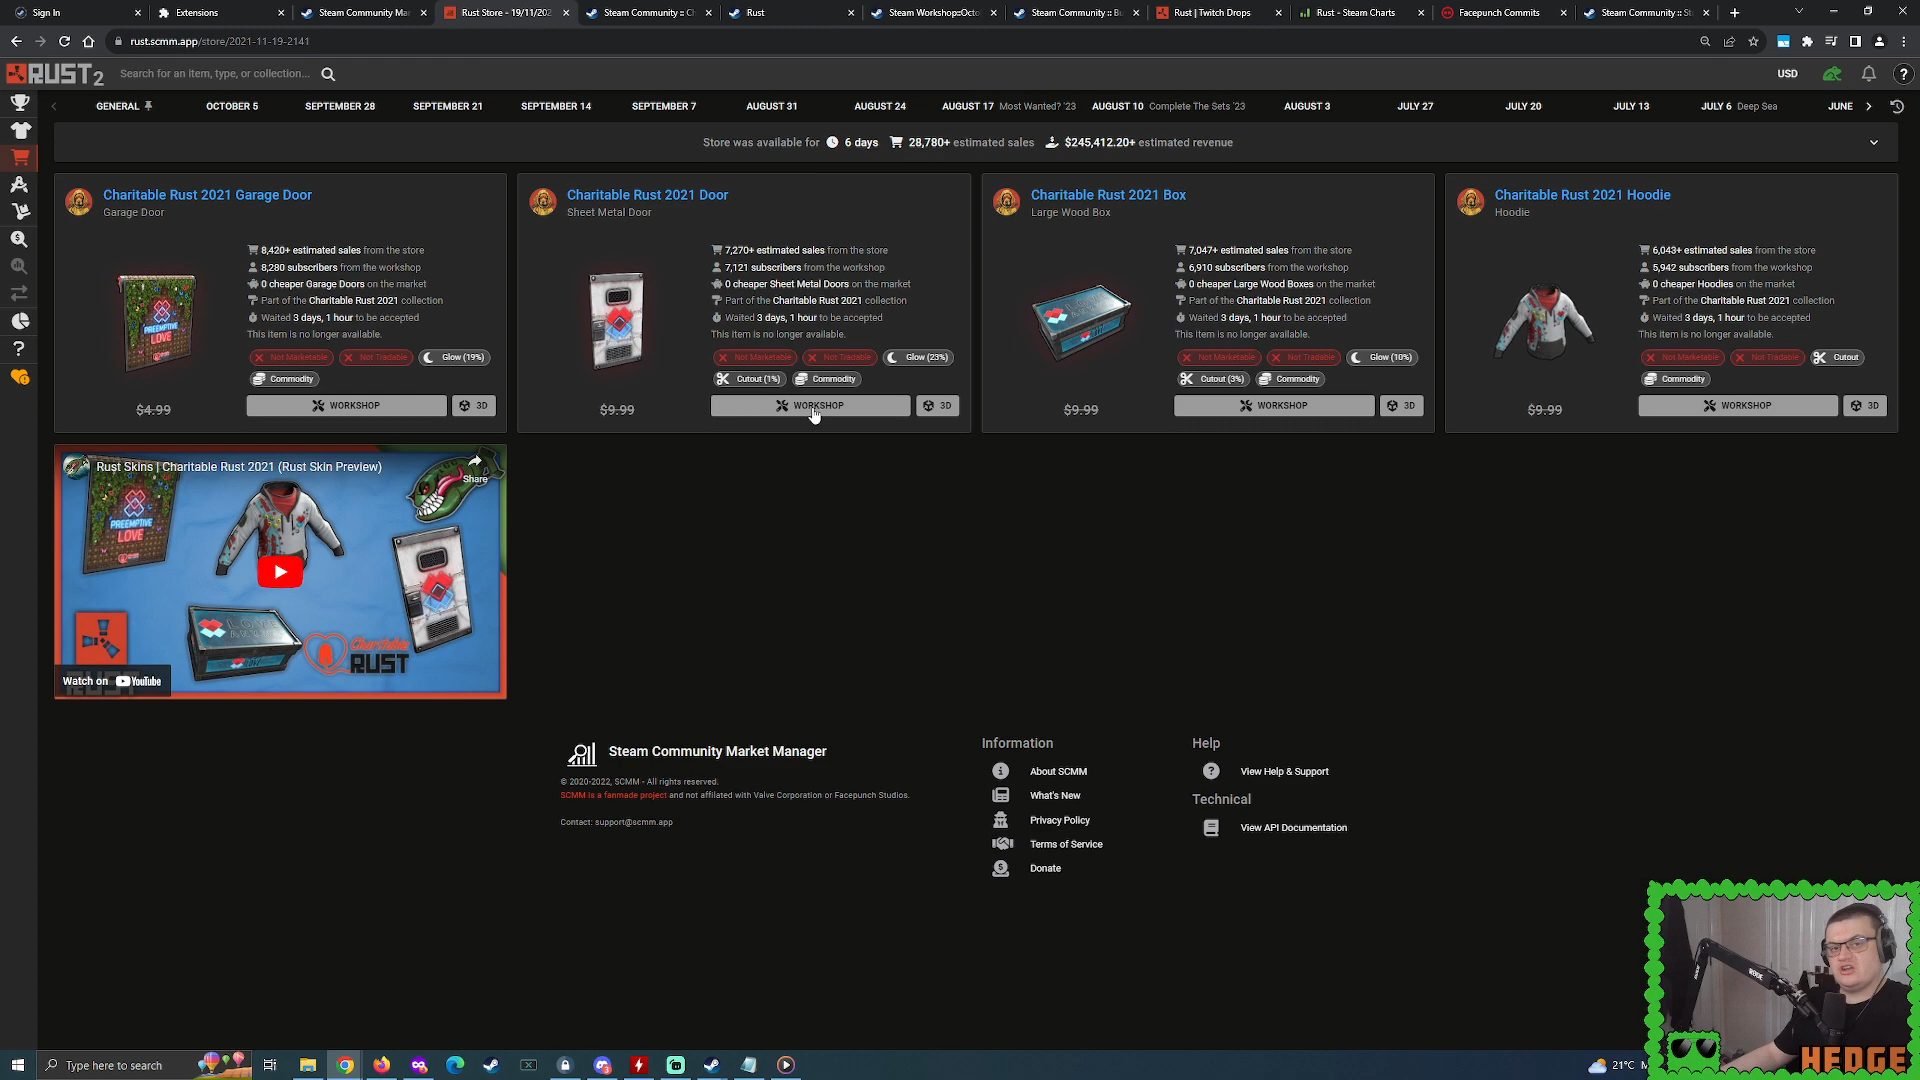 Sign In
Extensions
Steam Community Mar
Rust Store - 19/11/202
Steam Community :: Ch
Rust
Steam Workshop::Octo
Steam Community :: Bu
Rust | Twitch Drops
Rust - Steam Charts
Facepunch Commits
Steam Community :: St
rust.scmm.app/store/2021-11-19-2141
RUST 2
Search for an item, type, or collection...
USD
GENERAL
OCTOBER 5
SEPTEMBER 28
SEPTEMBER 21
SEPTEMBER 14
SEPTEMBER 7
AUGUST 31
AUGUST 24
AUGUST 17 Most Wanted? '23
AUGUST 10 Complete The Sets '23
AUGUST 3
JULY 27
JULY 20
JULY 13
JULY 6 Deep Sea
JUNE
Store was available for 6 days 28,780+ estimated sales $245,412.20+ estimated revenue
Charitable Rust 2021 Garage Door
Garage Door
8,420+ estimated sales from the store
8,280 subscribers from the workshop
0 cheaper Garage Doors on the market
Part of the Charitable Rust 2021 collection
Waited 3 days, 1 hour to be accepted
This item is no longer available.
Not Marketable
Not Tradable
Glow (19%)
Commodity
$4.99
WORKSHOP
3D
Charitable Rust 2021 Door
Sheet Metal Door
7,270+ estimated sales from the store
7,121 subscribers from the workshop
0 cheaper Sheet Metal Doors on the market
Part of the Charitable Rust 2021 collection
Waited 3 days, 1 hour to be accepted
This item is no longer available.
Not Marketable
Not Tradable
Glow (23%)
Cutout (1%)
Commodity
$9.99
WORKSHOP
3D
Charitable Rust 2021 Box
Large Wood Box
7,047+ estimated sales from the store
6,910 subscribers from the workshop
0 cheaper Large Wood Boxes on the market
Part of the Charitable Rust 2021 collection
Waited 3 days, 1 hour to be accepted
This item is no longer available.
Not Marketable
Not Tradable
Glow (10%)
Cutout (3%)
Commodity
$9.99
WORKSHOP
3D
Charitable Rust 2021 Hoodie
Hoodie
6,043+ estimated sales from the store
5,942 subscribers from the workshop
0 cheaper Hoodies on the market
Part of the Charitable Rust 2021 collection
Waited 3 days, 1 hour to be accepted
This item is no longer available.
Not Marketable
Not Tradable
Cutout
Commodity
$9.99
WORKSHOP
3D
PREEMPTIVE
LOVE
Rust Skins | Charitable Rust 2021 (Rust Skin Preview)
Share
PREEMPTIVE
LOVE
Charitable
RUST
Watch on YouTube
Steam Community Market Manager
© 2020-2022, SCMM - All rights reserved.
SCMM is a fanmade project and not affilated with Valve Corporation or Facepunch Studios.
Contact: support@scmm.app
Information
About SCMM
What's New
Privacy Policy
Terms of Service
Donate
Help
View Help & Support
Technical
View API Documentation
RODE
HEDGE
Type here to search
21°C